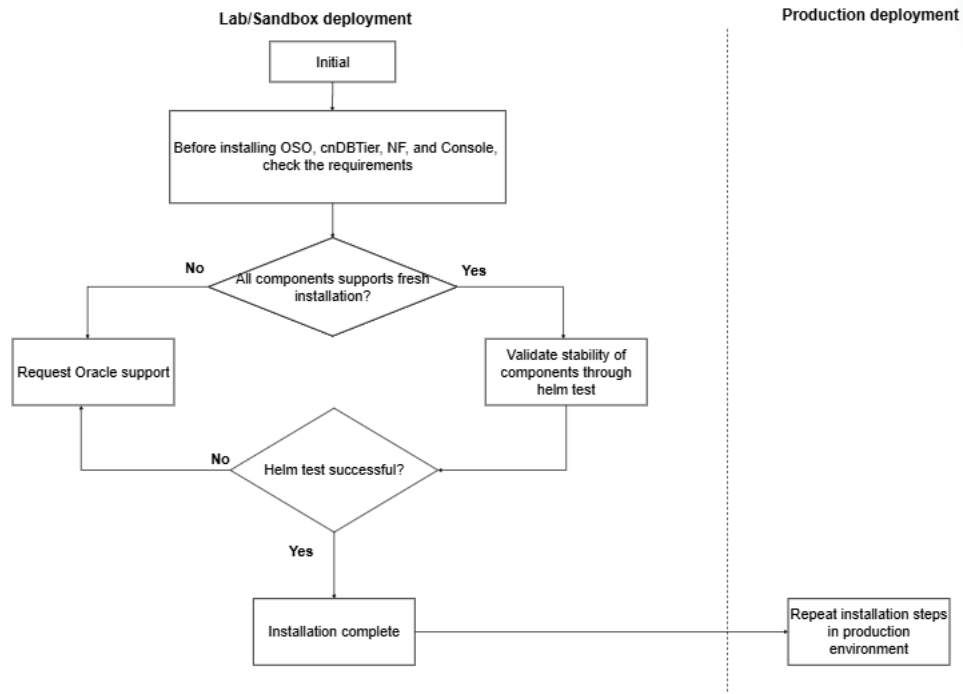 Lab/Sandbox deployment
Production deployment
Initial
Before installing OSO, cnDBTier, NF, and Console,
check the requirements
No
All components supports fresh
installation?
Yes
Request Oracle support
Validate stability of
components through
helm test
No
Helm test successful?
Yes
Installation complete
Repeat installation steps
in production
environment